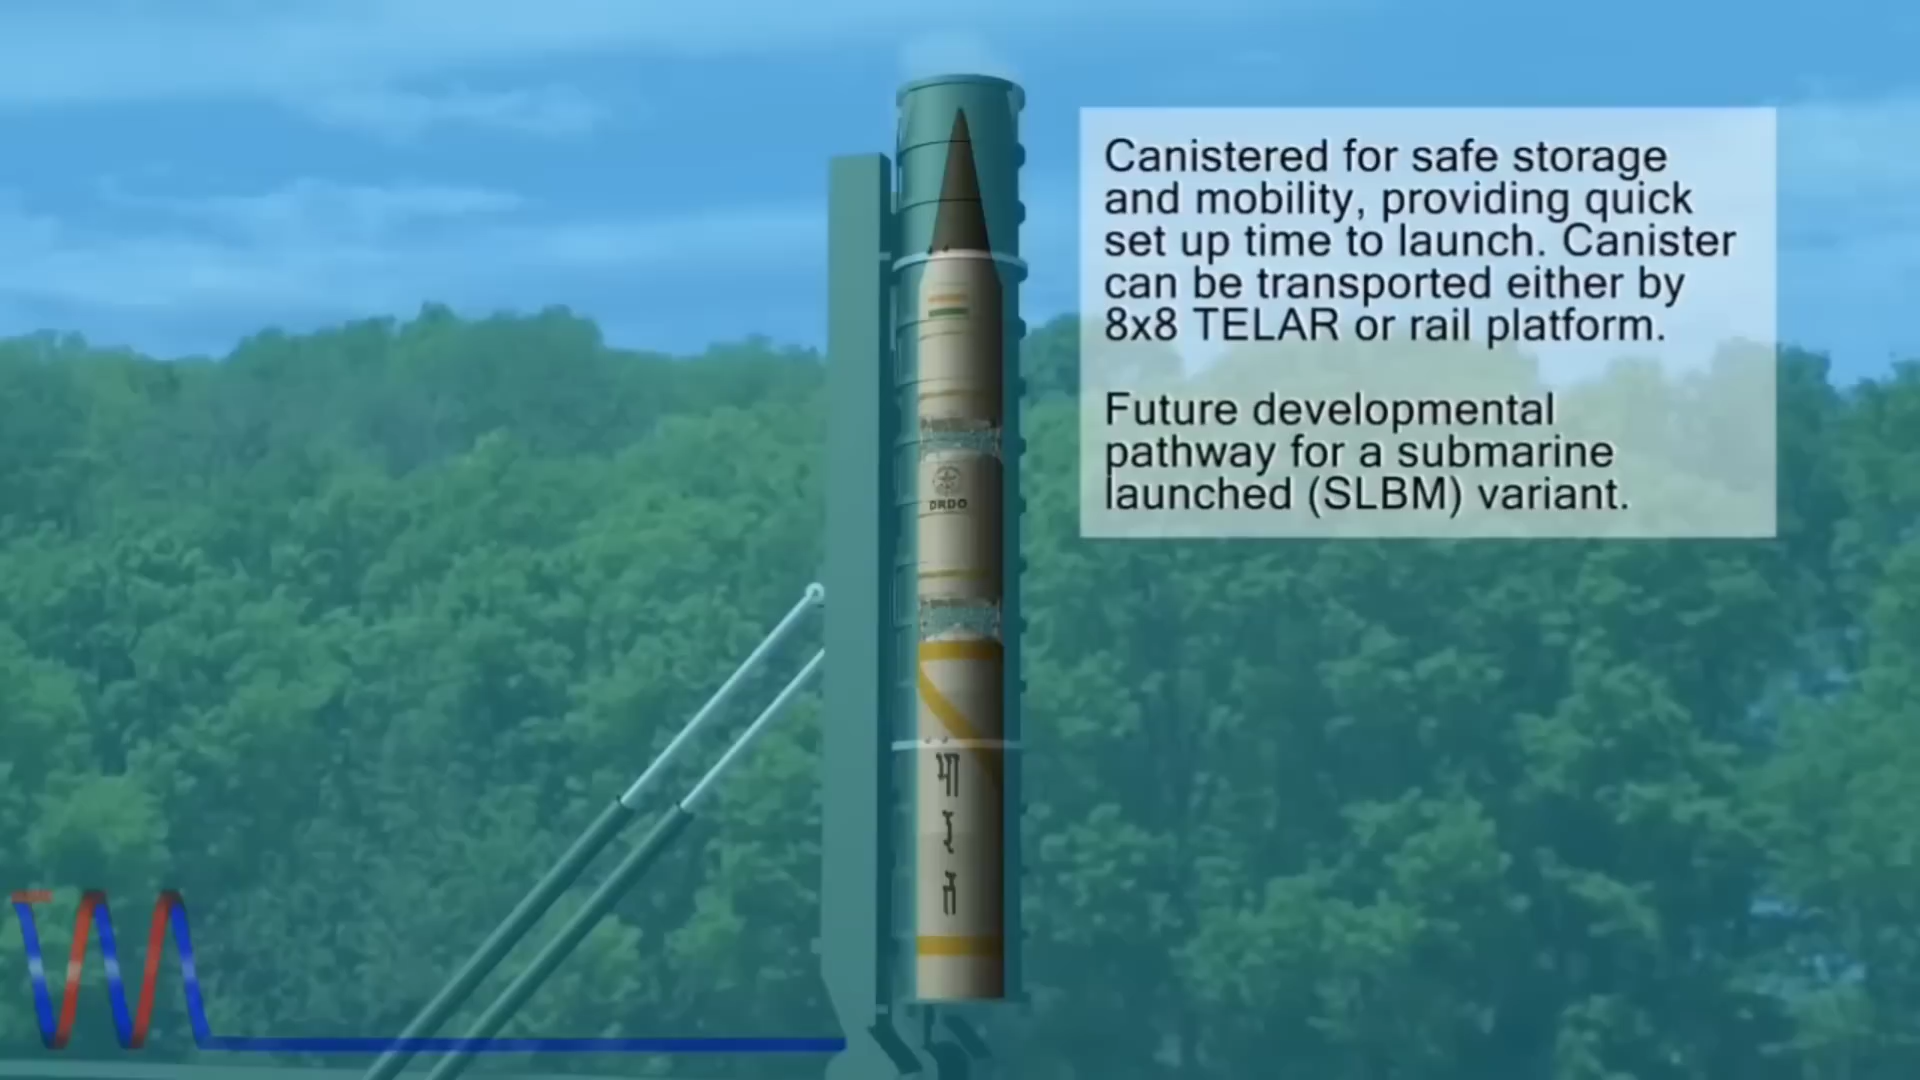 Canistered for safe storage
and mobility, providing quick
set up time to launch. Canister
can be transported either by
8x8 TELAR or rail platform.
Future developmental
pathway for a submarine
launched (SLBM) variant.
DRDO